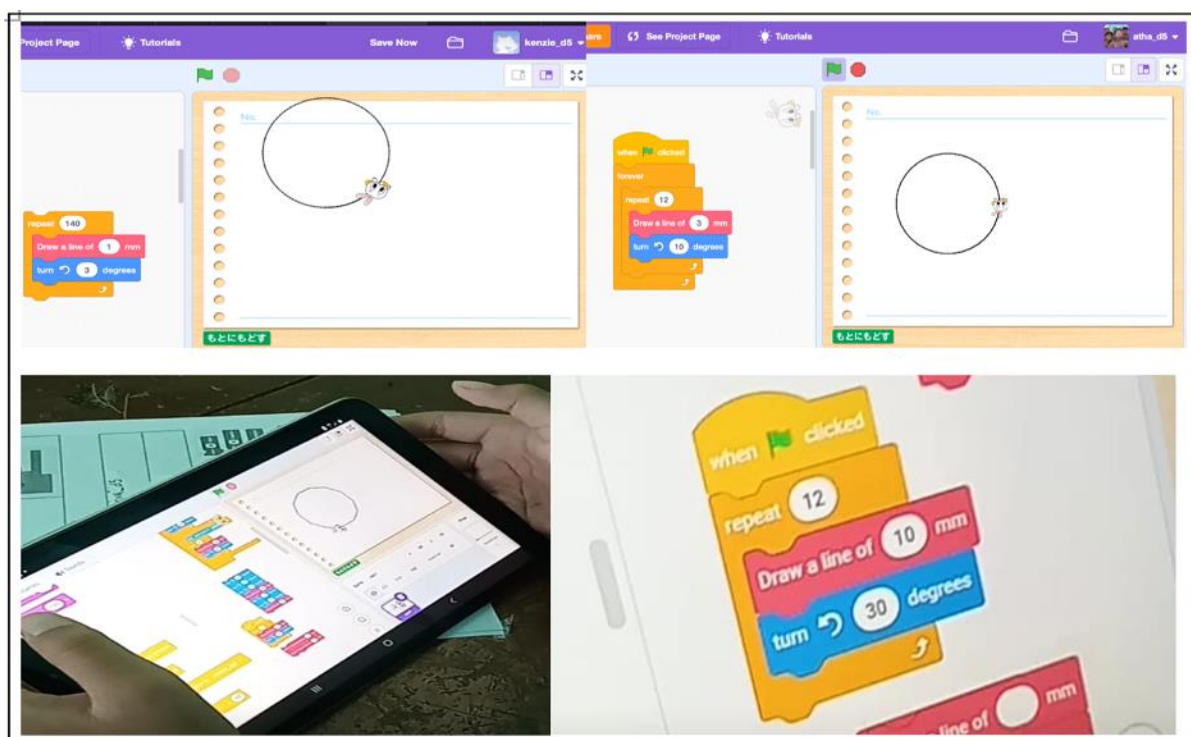 Project Page
Tutorials
Save Now
kenzie_d5
No.
repeat 140
Draw a line of 1 mm
turn 3 degrees
もとにもどす
See Project Page
Tutorials
atha_d5
No.
when clicked
forever
repeat 12
Draw a line of 3 mm
turn 10 degrees
もとにもどす
when clicked
repeat 12
Draw a line of 10 mm
turn 30 degrees
line of mm